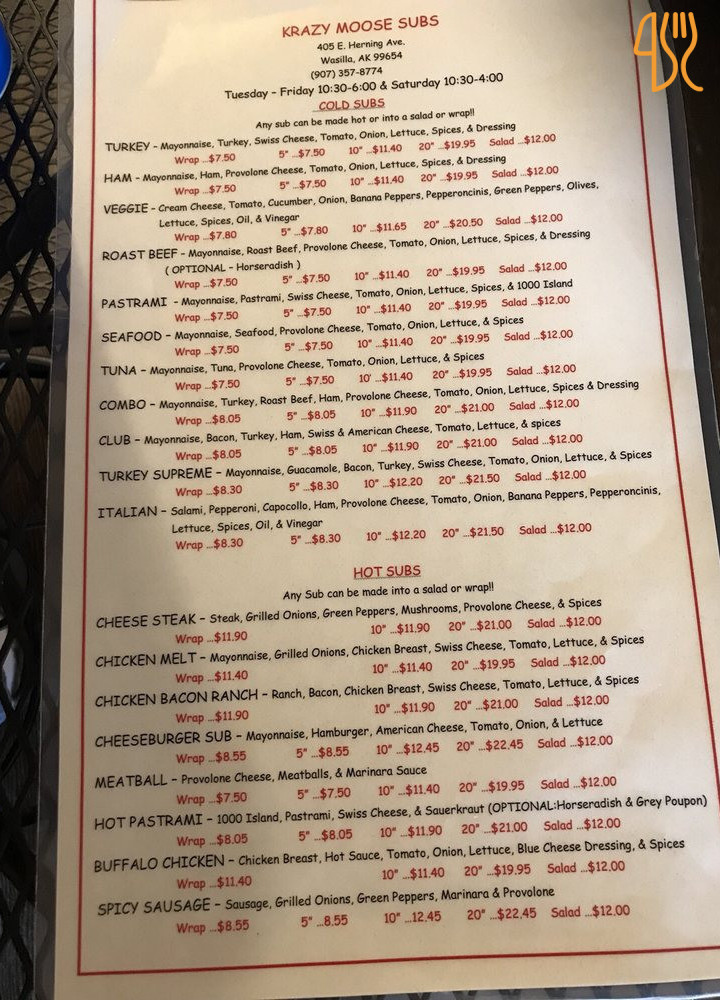 KRAZY MOOSE SUBS
405 E. Herning Ave.
Wasilla, AK 99654
(907) 357-8774
Tuesday - Friday 10:30-6:00 & Saturday 10:30-4:00
COLD SUBS
Any sub can be made hot or into a salad or wrap!!
TURKEY - Mayonnaise, Turkey, Swiss Cheese, Tomato, Onion, Lettuce, Spices, & Dressing
Wrap ...$7.50 5" ...$7.50 10" ...$11.40 20" ...$19.95 Salad ...$12.00
HAM - Mayonnaise, Ham, Provolone Cheese, Tomato, Onion, Lettuce, Spices, & Dressing
Wrap ...$7.50 5" ...$7.50 10" ...$11.40 20" ...$19.95 Salad ...$12.00
VEGGIE - Cream Cheese, Tomato, Cucumber, Onion, Banana Peppers, Pepperoncinis, Green Peppers, Olives,
Lettuce, Spices, Oil, & Vinegar
Wrap ...$7.80 5" ...$7.80 10" ...$11.65 20" ...$20.50 Salad ...$12.00
ROAST BEEF - Mayonnaise, Roast Beef, Provolone Cheese, Tomato, Onion, Lettuce, Spices, & Dressing
( OPTIONAL - Horseradish )
Wrap ...$7.50 5" ...$7.50 10" ...$11.40 20" ...$19.95 Salad ...$12.00
PASTRAMI - Mayonnaise, Pastrami, Swiss Cheese, Tomato, Onion, Lettuce, Spices, & 1000 Island
Wrap ...$7.50 5" ...$7.50 10" ...$11.40 20" ...$19.95 Salad ...$12.00
SEAFOOD - Mayonnaise, Seafood, Provolone Cheese, Tomato, Onion, Lettuce, & Spices
Wrap ...$7.50 5" ...$7.50 10" ...$11.40 20" ...$19.95 Salad ...$12.00
TUNA - Mayonnaise, Tuna, Provolone Cheese, Tomato, Onion, Lettuce, & Spices
Wrap ...$7.50 5" ...$7.50 10' ...$11.40 20" ...$19.95 Salad ...$12.00
COMBO - Mayonnaise, Turkey, Roast Beef, Ham, Provolone Cheese, Tomato, Onion, Lettuce, Spices & Dressing
Wrap ...$8.05 5" ...$8.05 10" ...$11.90 20" ...$21.00 Salad ...$12.00
CLUB - Mayonnaise, Bacon, Turkey, Ham, Swiss & American Cheese, Tomato, Lettuce, & spices
Wrap ...$8.05 5" ...$8.05 10" ...$11.90 20" ...$21.00 Salad ...$12.00
TURKEY SUPREME - Mayonnaise, Guacamole, Bacon, Turkey, Swiss Cheese, Tomato, Onion, Lettuce, & Spices
Wrap ...$8.30 5" ...$8.30 10" ...$12.20 20" ...$21.50 Salad ...$12.00
ITALIAN - Salami, Pepperoni, Capocollo, Ham, Provolone Cheese, Tomato, Onion, Banana Peppers, Pepperoncinis,
Lettuce, Spices, Oil, & Vinegar
Wrap ...$8.30 5" ...$8.30 10" ...$12.20 20" ...$21.50 Salad ...$12.00
HOT SUBS
Any Sub can be made into a salad or wrap!!
CHEESE STEAK - Steak, Grilled Onions, Green Peppers, Mushrooms, Provolone Cheese, & Spices
Wrap ...$11.90 10" ...$11.90 20" ...$21.00 Salad ...$12.00
CHICKEN MELT - Mayonnaise, Grilled Onions, Chicken Breast, Swiss Cheese, Tomato, Lettuce, & Spices
Wrap ...$11.40 10" ...$11.40 20" ...$19.95 Salad ...$12.00
CHICKEN BACON RANCH - Ranch, Bacon, Chicken Breast, Swiss Cheese, Tomato, Lettuce, & Spices
Wrap ...$11.90 10" ...$11.90 20" ...$21.00 Salad ...$12.00
CHEESEBURGER SUB - Mayonnaise, Hamburger, American Cheese, Tomato, Onion, & Lettuce
Wrap ...$8.55 5" ...$8.55 10" ...$12.45 20" ...$22.45 Salad ...$12.00
MEATBALL - Provolone Cheese, Meatballs, & Marinara Sauce
Wrap ...$7.50 5" ...$7.50 10" ...$11.40 20" ...$19.95 Salad ...$12.00
HOT PASTRAMI - 1000 Island, Pastrami, Swiss Cheese, & Sauerkraut (OPTIONAL:Horseradish & Grey Poupon)
Wrap ...$8.05 5" ...$8.05 10" ...$11.90 20" ...$21.00 Salad ...$12.00
BUFFALO CHICKEN - Chicken Breast, Hot Sauce, Tomato, Onion, Lettuce, Blue Cheese Dressing, & Spices
Wrap ...$11.40 10" ...$11.40 20" ...$19.95 Salad ...$12.00
SPICY SAUSAGE - Sausage, Grilled Onions, Green Peppers, Marinara & Provolone
Wrap ...$8.55 5" ...8.55 10" ...12.45 20" ...$22.45 Salad ...$12.00